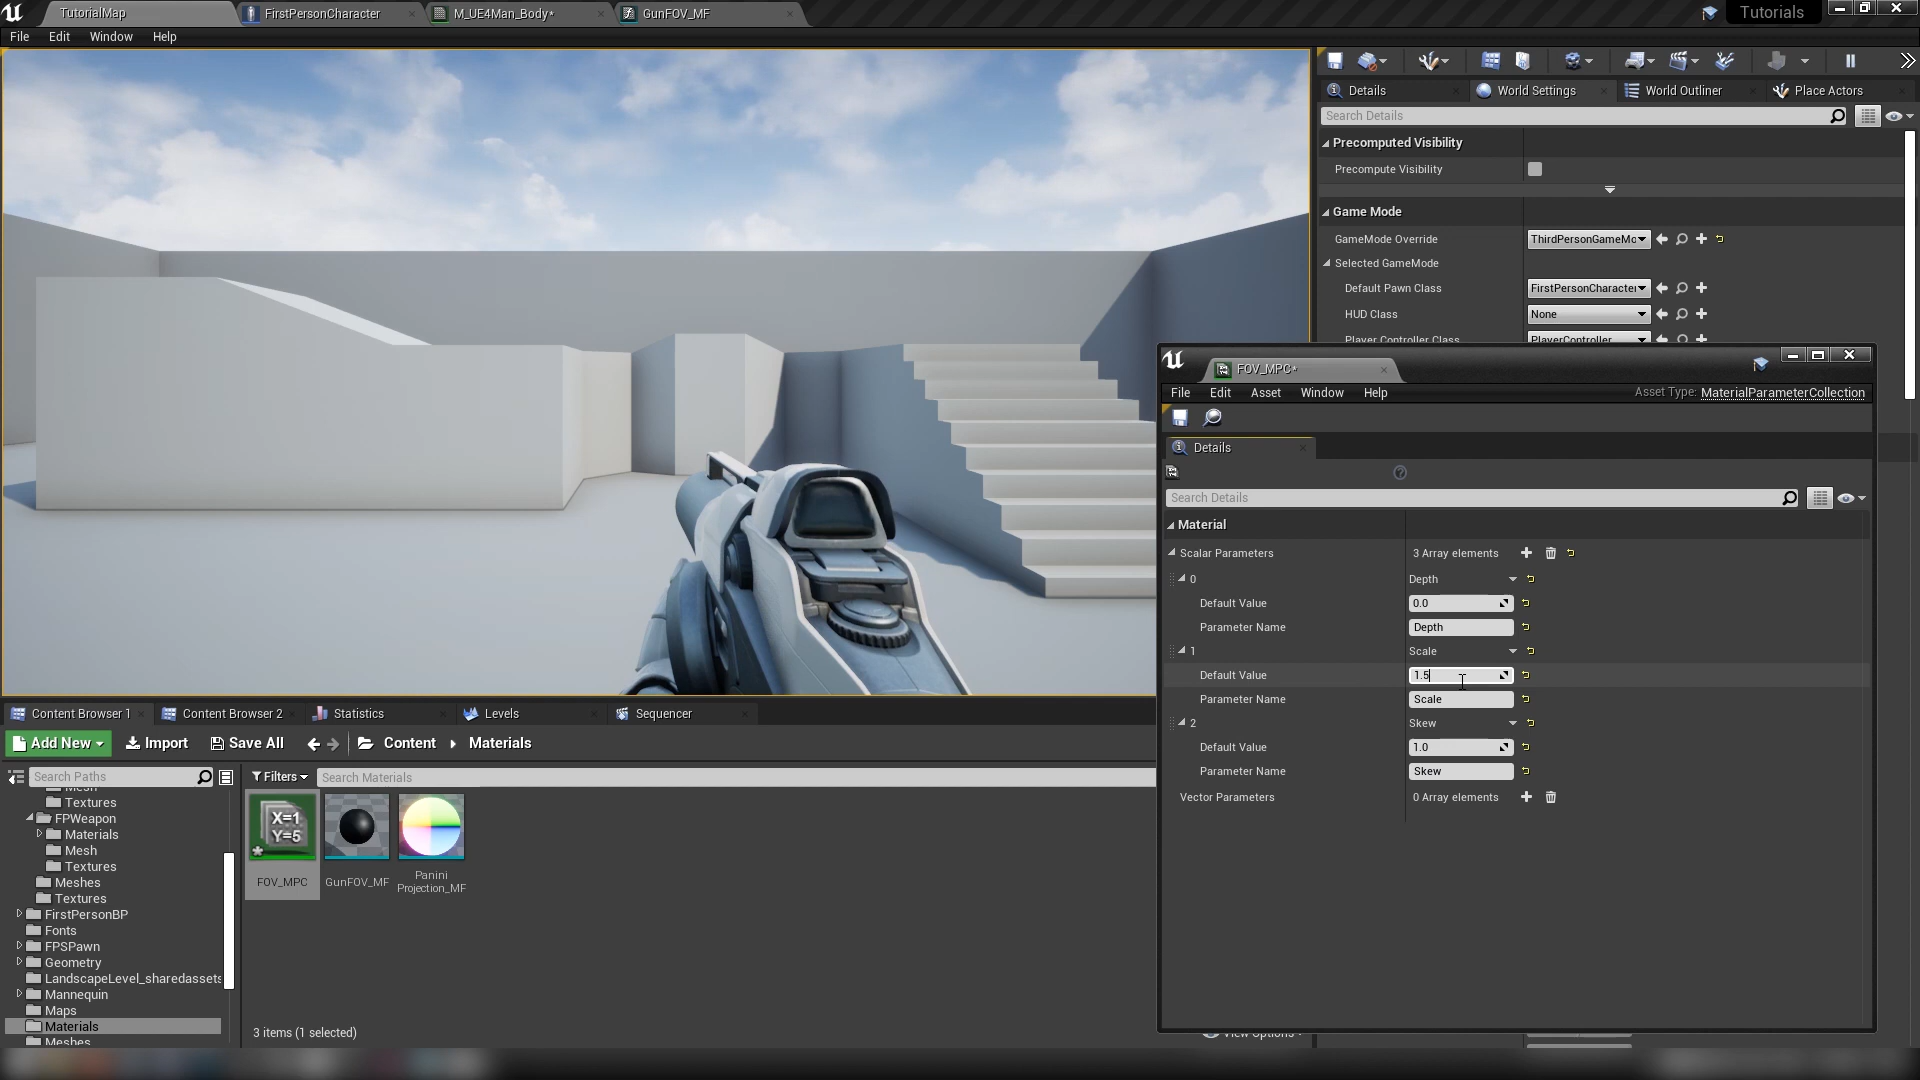 TutorialMap
FirstPersonCharacter
M_UE4Man_Body*
GunFOV_MF
Tutorials
File Edit Window Help
Details
World Settings
World Outliner
Place Actors
Search Details
Precomputed Visibility
Precompute Visibility
Game Mode
GameMode Override ThirdPersonGameMo
Selected GameMode
Default Pawn Class FirstPersonCharacter
HUD Class None
Player Controller Class PlayerController
FOV_MPC*
File Edit Asset Window Help
Asset Type: MaterialParameterCollection
Details
Search Details
Material
Scalar Parameters 3 Array elements
0 Depth
Default Value 0.0
Parameter Name Depth
1 Scale
Default Value 1.5
Parameter Name Scale
2 Skew
Default Value 1.0
Parameter Name Skew
Vector Parameters 0 Array elements
Content Browser 1
Content Browser 2
Statistics
Levels
Sequencer
Add New Import Save All Content Materials
Search Paths
Filters
Search Materials
Mesh
Textures
FPWeapon
Materials
Mesh
Textures
Meshes
Textures
FirstPersonBP
Fonts
FPSPawn
Geometry
LandscapeLevel_sharedassets
Mannequin
Maps
Materials
Meshes
X=1
Y=5
FOV_MPC
GunFOV_MF
Panini
Projection_MF
3 items (1 selected)
View Options